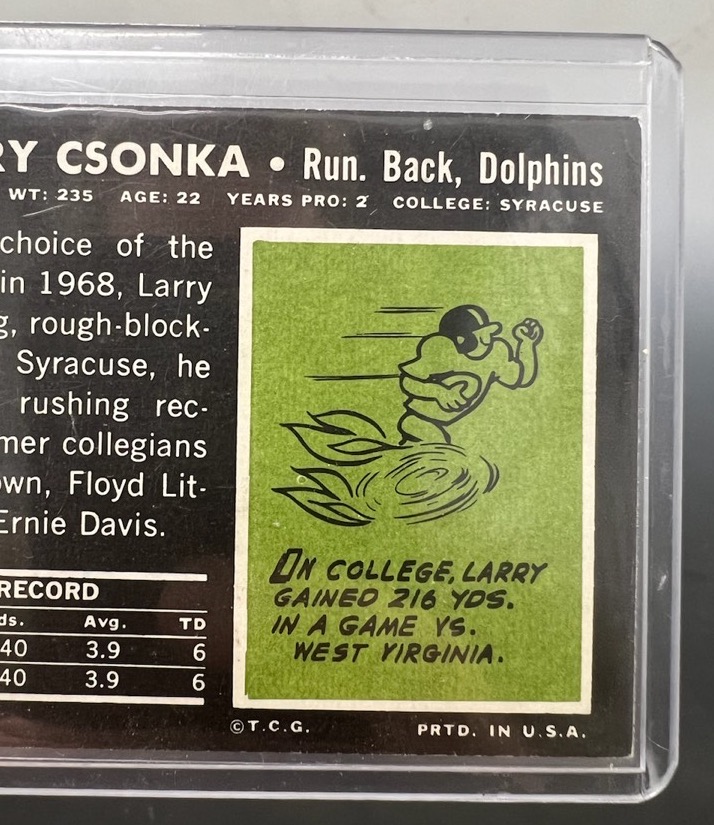 RY CSONKA • Run. Back, Dolphins
WT: 235 AGE: 22 YEARS PRO: 2 COLLEGE: SYRACUSE
choice of the
in 1968, Larry
g, rough-block-
Syracuse, he
rushing rec-
mer collegians
own, Floyd Lit-
Ernie Davis.
RECORD
ds. Avg. TD
40 3.9 6
40 3.9 6
ON COLLEGE, LARRY
GAINED 216 YDS.
IN A GAME VS.
WEST VIRGINIA.
©T.C.G. PRTD. IN U.S.A.